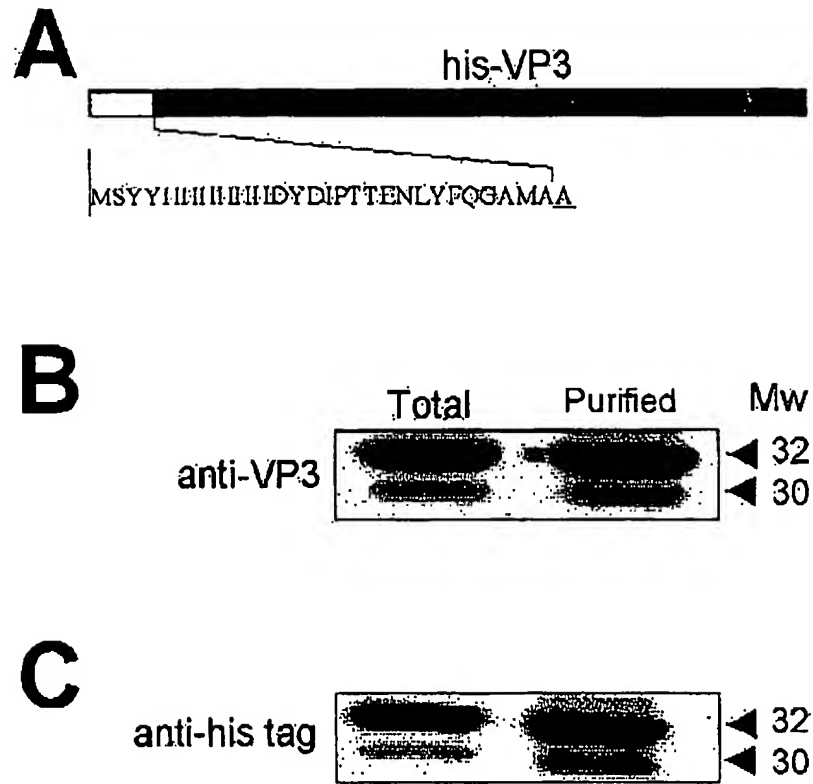 A
his-VP3
MSYYHHHHHHDYDIPTTENLYFQGAMAA
B
Total Purified Mw
anti-VP3
32
30
C
anti-his tag
32
30